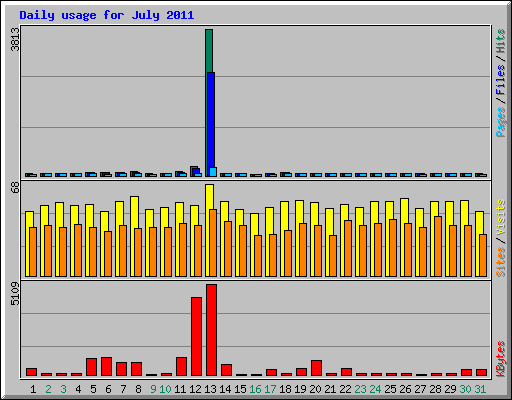 Daily usage for July 2011
3813
Pages / Files / Hits
68
Sites / Visits
5109
KBytes
1 2 3 4 5 6 7 8 9 10 11 12 13 14 15 16 17 18 19 20 21 22 23 24 25 26 27 28 29 30 31